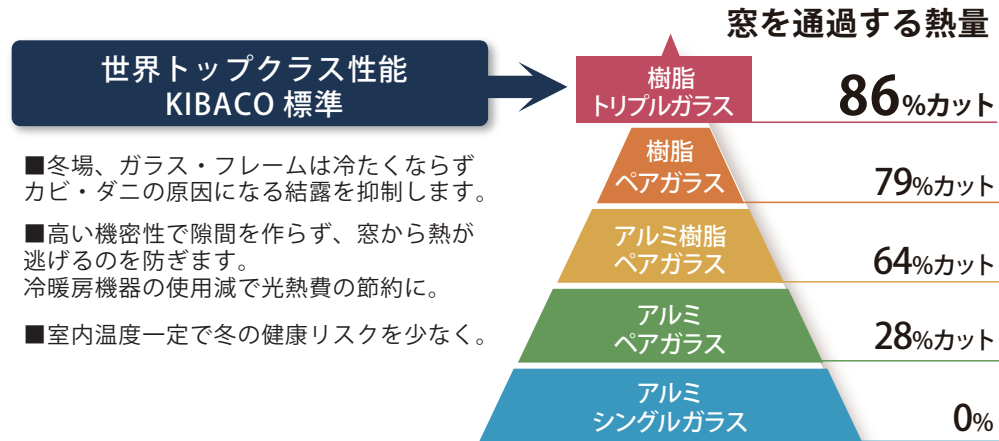 窓を通過する熱量
世界トップクラス性能
KIBACO 標準
■冬場、ガラス・フレームは冷たくならず
カビ・ダニの原因になる結露を抑制します。
■高い機密性で隙間を作らず、窓から熱が
逃げるのを防ぎます。
冷暖房機器の使用減で光熱費の節約に。
■室内温度一定で冬の健康リスクを少なく。
樹脂
トリプルガラス
86%カット
樹脂
ペアガラス
79%カット
アルミ樹脂
ペアガラス
64%カット
アルミ
ペアガラス
28%カット
アルミ
シングルガラス
0%